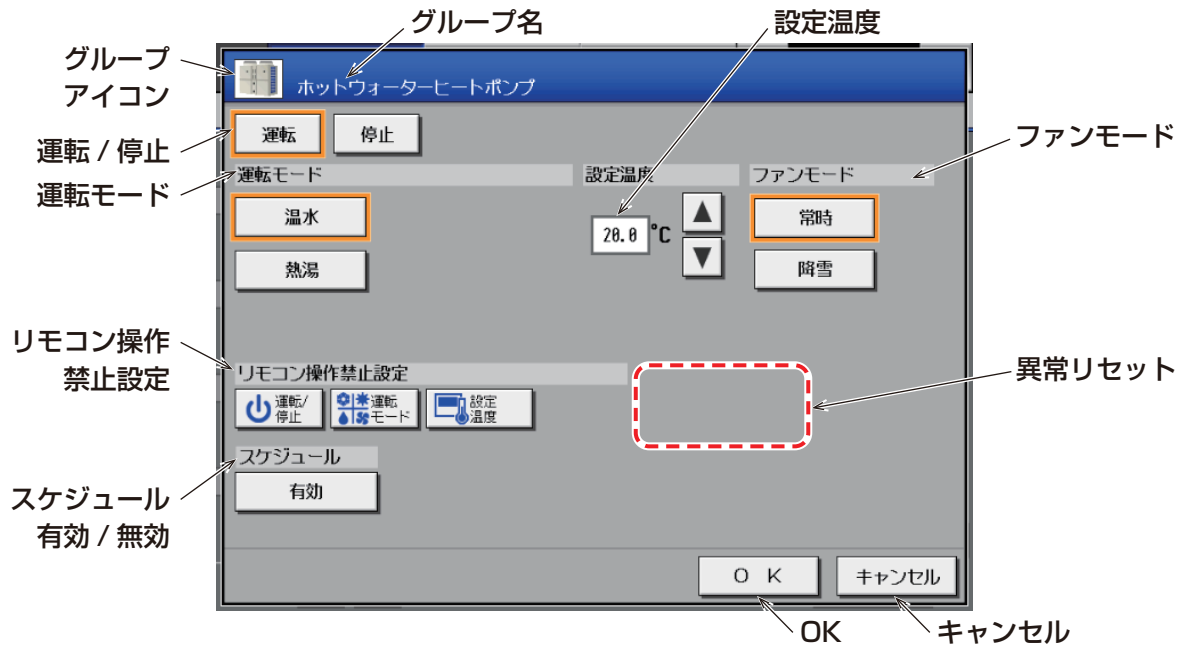 グループ名
設定温度
グループ
アイコン
ホットウォーターヒートポンプ
運転 / 停止
運転
停止
ファンモード
運転モード
運転モード
設定温度
ファンモード
温水
20.0
°C
▲
常時
熱湯
▼
降雪
リモコン操作
禁止設定
リモコン操作禁止設定
異常リセット
運転/
停止
運転
モード
設定
温度
スケジュール
有効
スケジュール
有効 / 無効
O K
キャンセル
OK
キャンセル